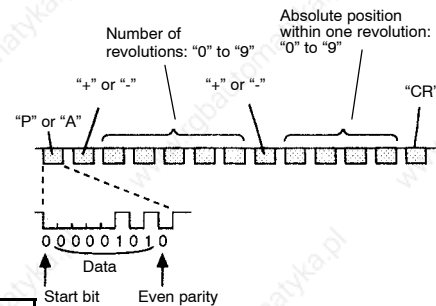 Number of
revolutions: "0" to "9"
Absolute position
within one revolution:
"0" to "9"
"+" or "-"
"+" or "-"
"CR"
"P" or "A"
0 0 0 0 0 1 0 1 0
Data
Start bit
Even parity